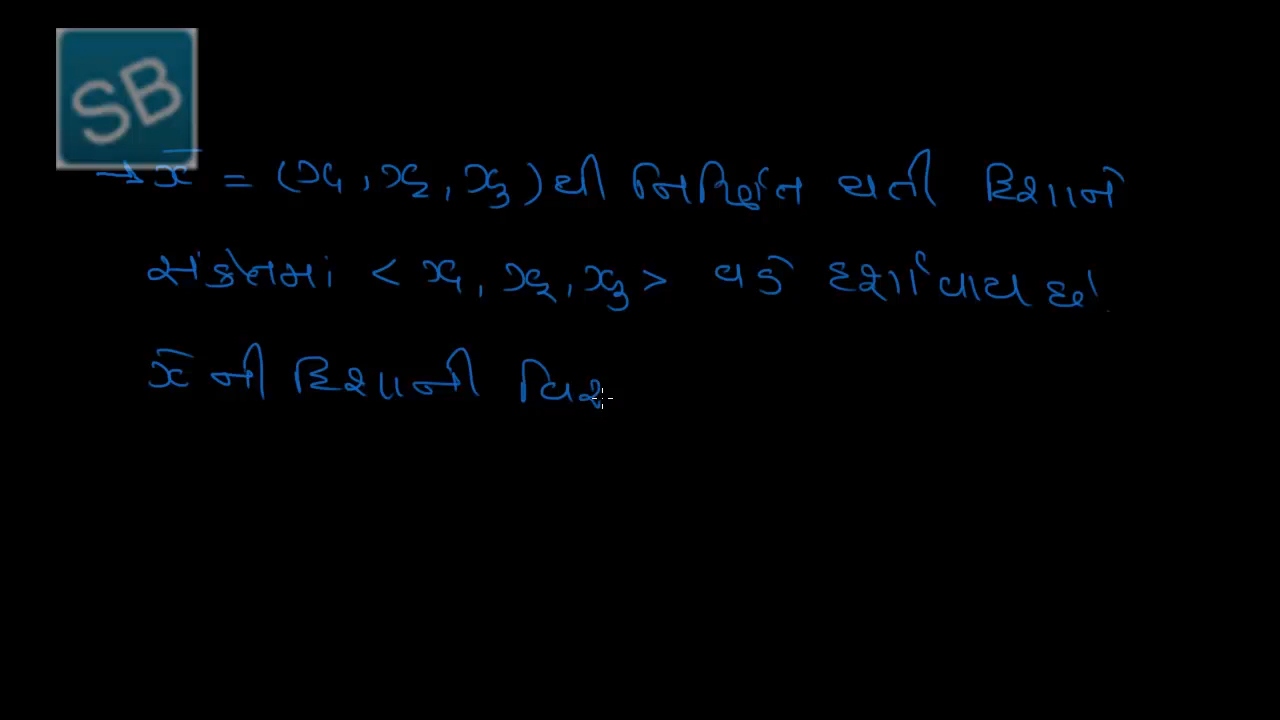 SB
→ x̄ = (x₁, x₂, x₃) થી નિશ્ચિત થતી દિશાને
સંકેતમાં < x₁, x₂, x₃ > વડે દર્શાવાય છે.
x̄ ની દિશાની વિ